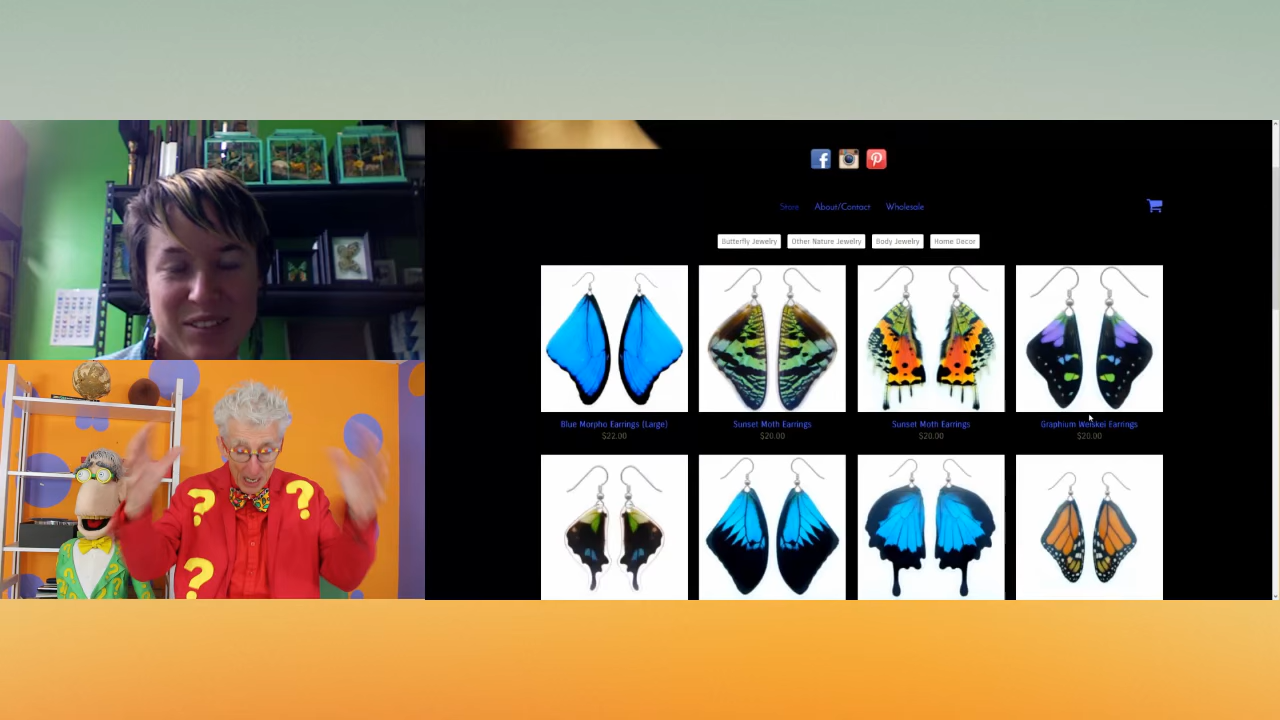 Store About/Contact Wholesale
Butterfly Jewelry Other Nature Jewelry Body Jewelry Home Decor
Blue Morpho Earrings (Large) Sunset Moth Earrings Sunset Moth Earrings Graphium Weiskei Earrings
$22.00 $20.00 $20.00 $20.00
? ?
?